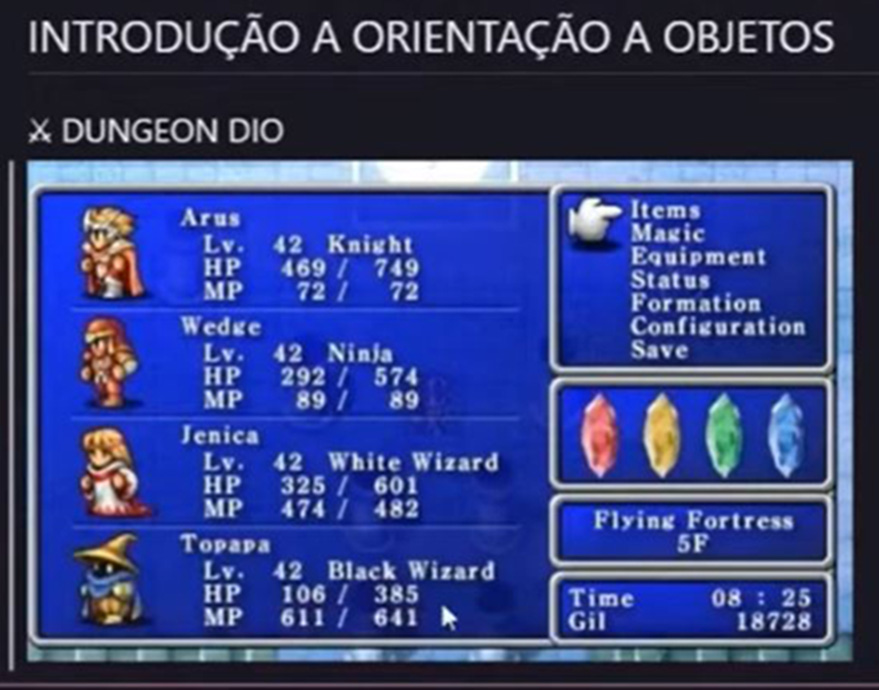 INTRODUÇÃO A ORIENTAÇÃO A OBJETOS
⚔ DUNGEON DIO
Arus
Lv. 42 Knight
HP 469 / 749
MP 72 / 72
Wedge
Lv. 42 Ninja
HP 292 / 574
MP 89 / 89
Jenica
Lv. 42 White Wizard
HP 325 / 601
MP 474 / 482
Topapa
Lv. 42 Black Wizard
HP 106 / 385
MP 611 / 641
Items
Magic
Equipment
Status
Formation
Configuration
Save
Flying Fortress
5F
Time 08 : 25
Gil 18728